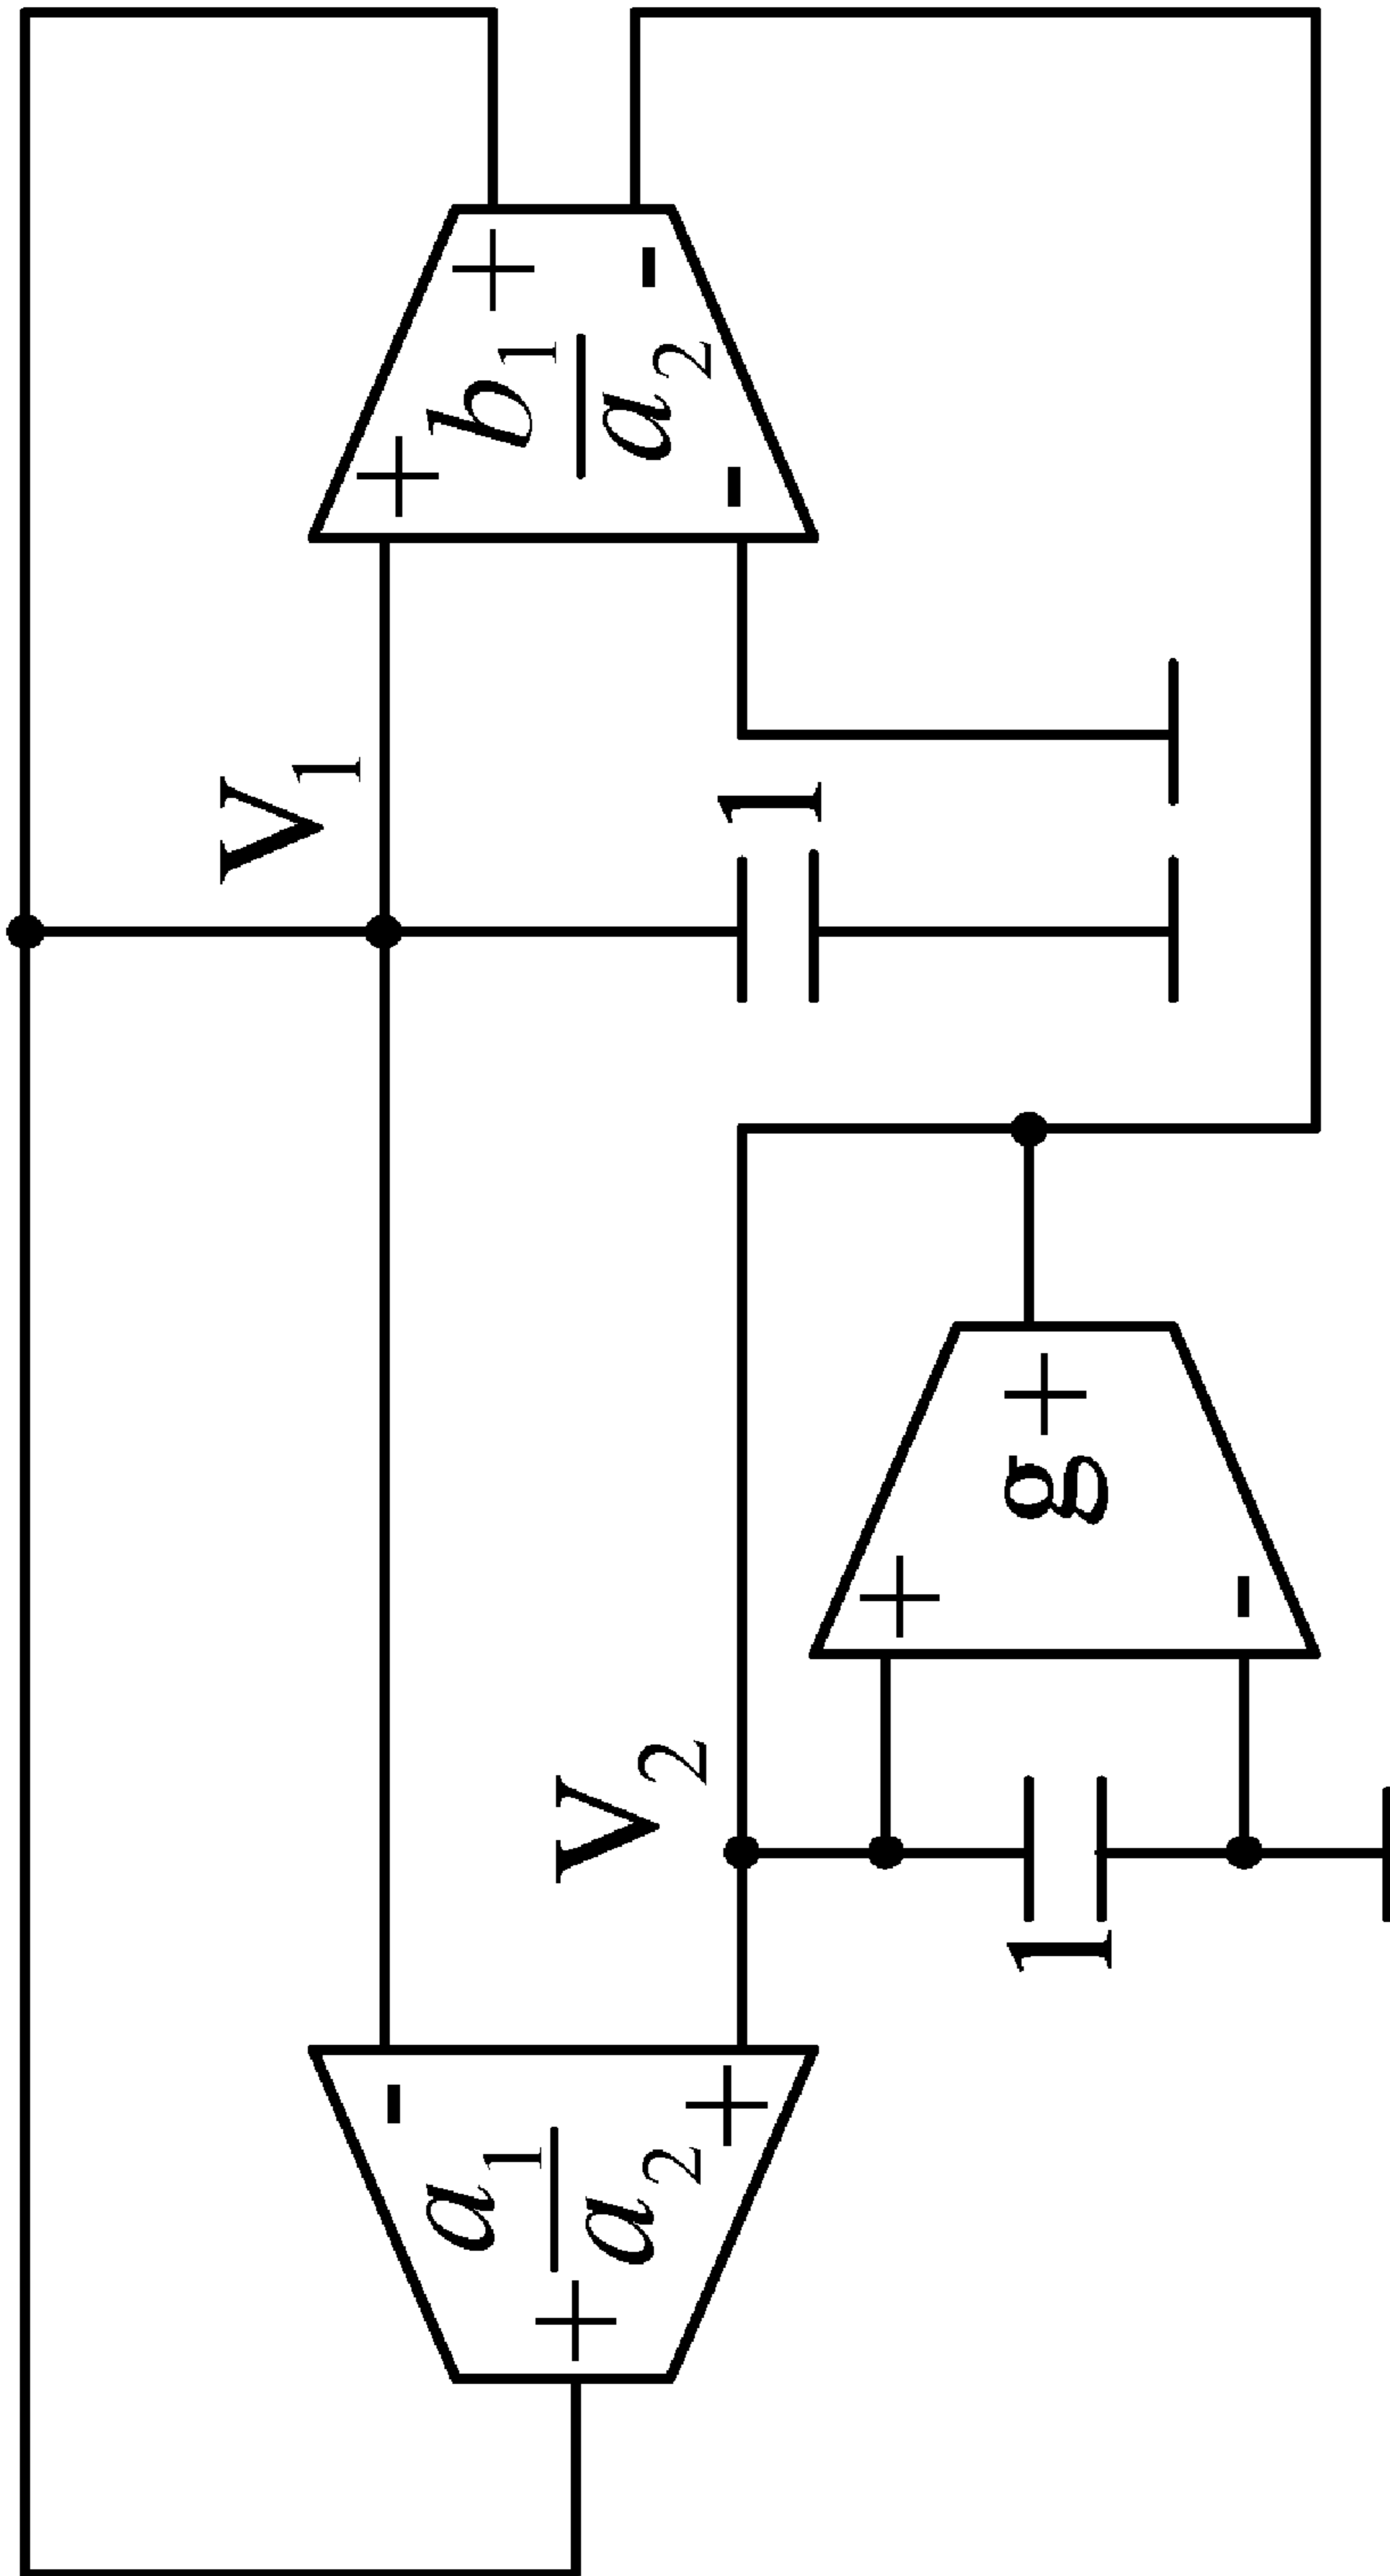 V₁
+ +
b₁
a₂
- -
1
V₂
-
a₁
a₂
+ +
+ g +
-
1